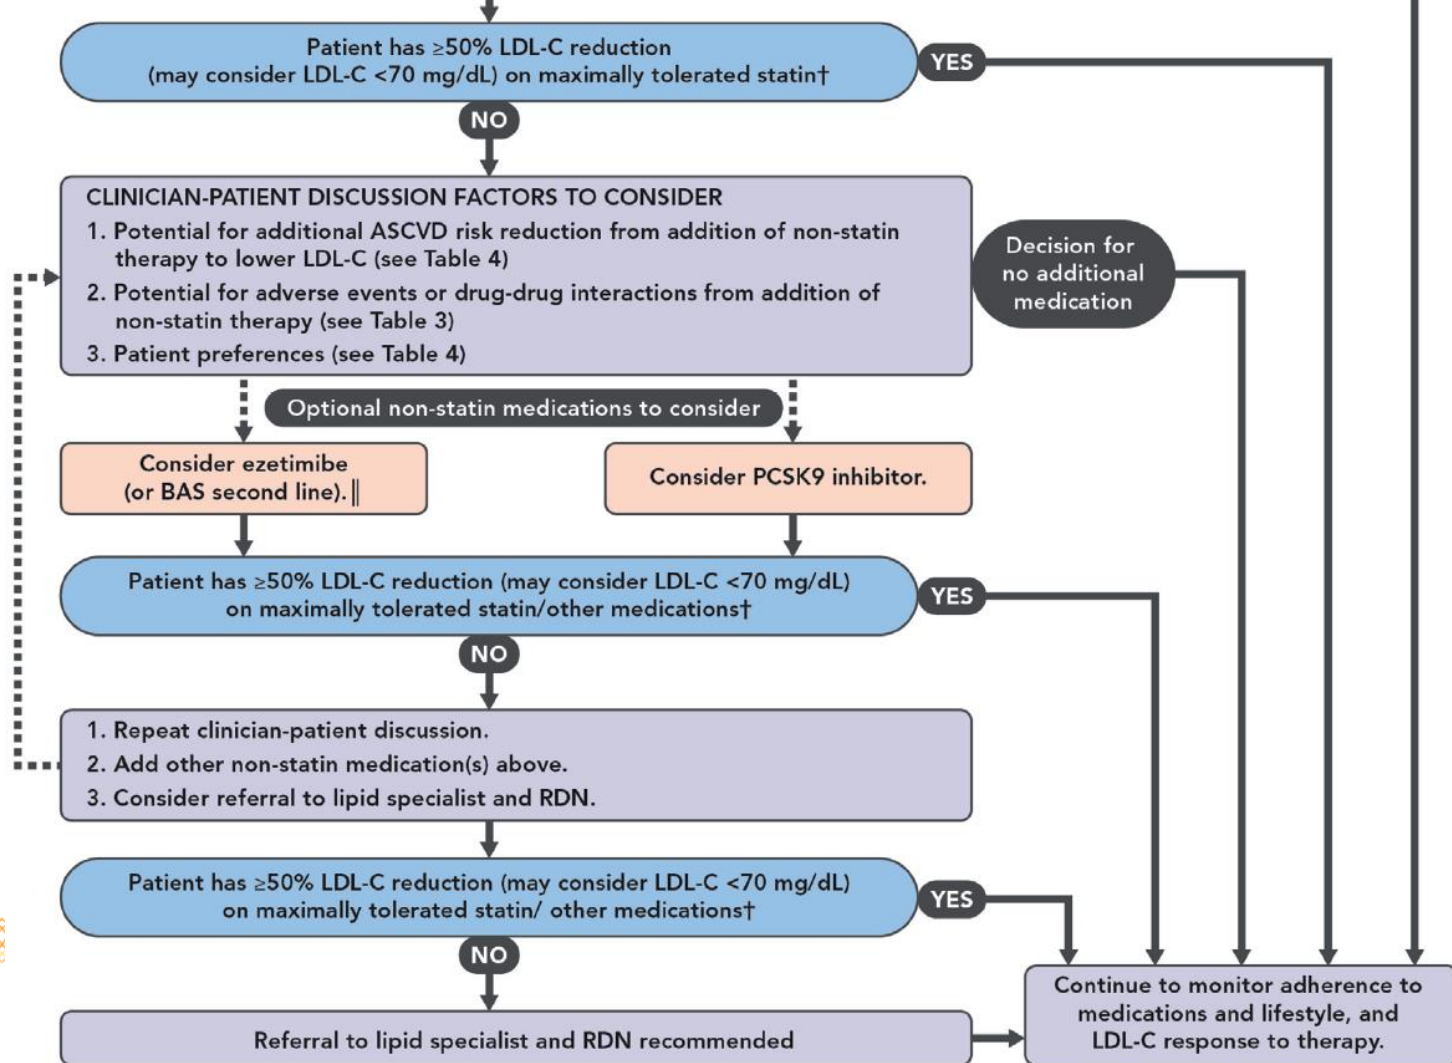 Patient has ≥50% LDL-C reduction
(may consider LDL-C <70 mg/dL) on maximally tolerated statin†
YES
NO
CLINICIAN-PATIENT DISCUSSION FACTORS TO CONSIDER
1. Potential for additional ASCVD risk reduction from addition of non-statin
therapy to lower LDL-C (see Table 4)
2. Potential for adverse events or drug-drug interactions from addition of
non-statin therapy (see Table 3)
3. Patient preferences (see Table 4)
Decision for
no additional
medication
Optional non-statin medications to consider
Consider ezetimibe
(or BAS second line).‖
Consider PCSK9 inhibitor.
Patient has ≥50% LDL-C reduction (may consider LDL-C <70 mg/dL)
on maximally tolerated statin/other medications†
YES
NO
1. Repeat clinician-patient discussion.
2. Add other non-statin medication(s) above.
3. Consider referral to lipid specialist and RDN.
Patient has ≥50% LDL-C reduction (may consider LDL-C <70 mg/dL)
on maximally tolerated statin/ other medications†
YES
NO
Referral to lipid specialist and RDN recommended
Continue to monitor adherence to
medications and lifestyle, and
LDL-C response to therapy.